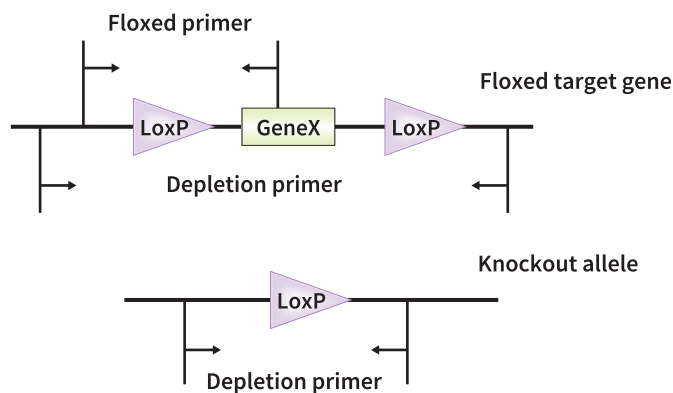 Floxed primer
Floxed target gene
LoxP
GeneX
LoxP
Depletion primer
Knockout allele
LoxP
Depletion primer